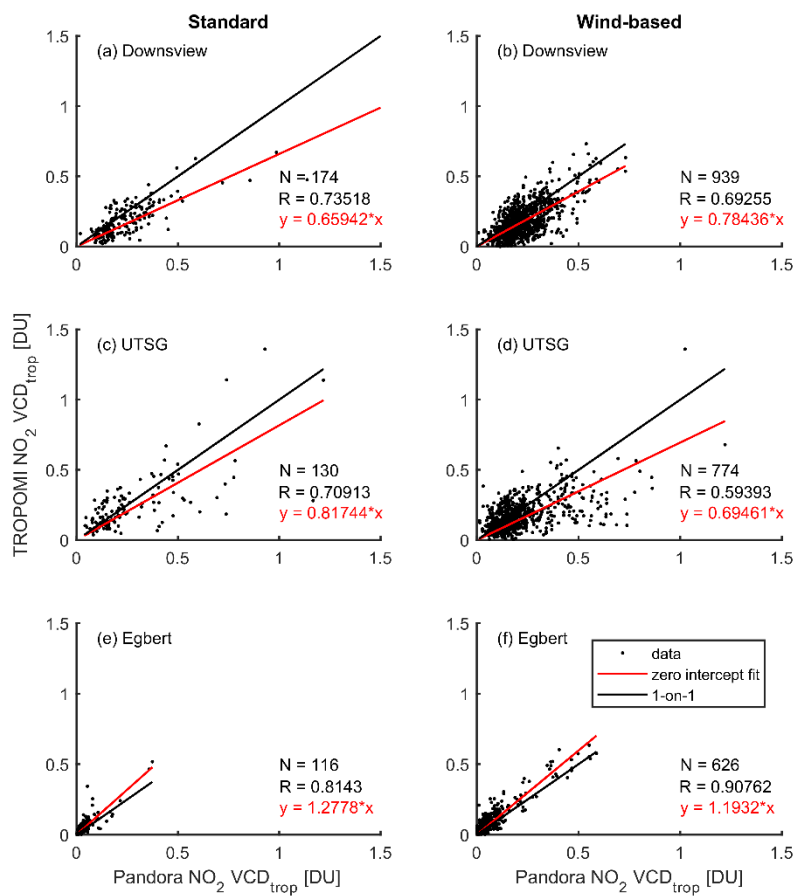 Standard
Wind-based
1.5
1
0.5
0
(a) Downsview
N = 174
R = 0.73518
y = 0.65942*x
0
0.5
1
1.5
1.5
1
0.5
0
(b) Downsview
N = 939
R = 0.69255
y = 0.78436*x
0
0.5
1
1.5
TROPOMI NO2 VCDtrop [DU]
1.5
1
0.5
0
(c) UTSG
N = 130
R = 0.70913
y = 0.81744*x
0
0.5
1
1.5
1.5
1
0.5
0
(d) UTSG
N = 774
R = 0.59393
y = 0.69461*x
0
0.5
1
1.5
1.5
1
0.5
0
(e) Egbert
N = 116
R = 0.8143
y = 1.2778*x
0
0.5
1
1.5
Pandora NO2 VCDtrop [DU]
1.5
1
0.5
0
(f) Egbert
data
zero intercept fit
1-on-1
N = 626
R = 0.90762
y = 1.1932*x
0
0.5
1
1.5
Pandora NO2 VCDtrop [DU]